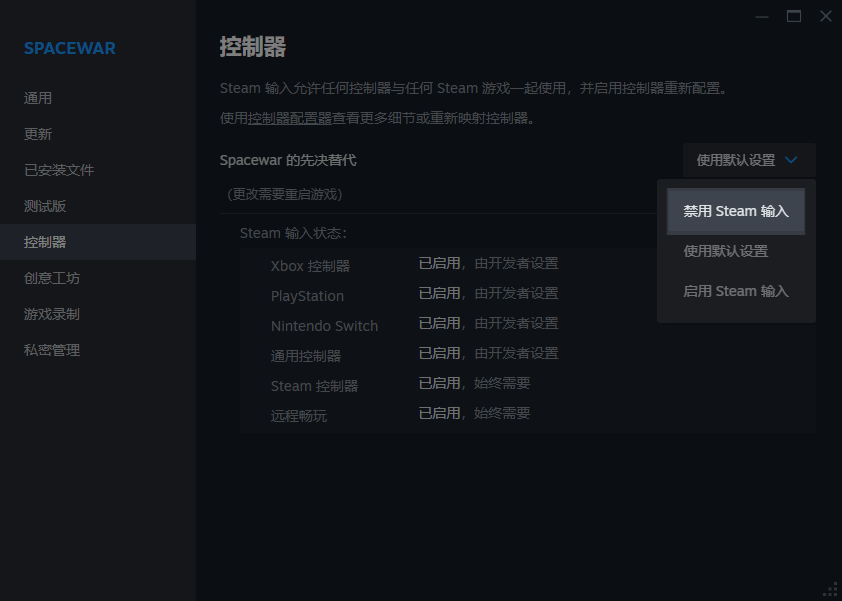 SPACEWAR
通用
更新
已安装文件
测试版
控制器
创意工坊
游戏录制
私密管理
控制器
Steam 输入允许任何控制器与任何 Steam 游戏一起使用，并启用控制器重新配置。
使用控制器配置器查看更多细节或重新映射控制器。
Spacewar 的先决替代
使用默认设置
（更改需要重启游戏）
禁用 Steam 输入
使用默认设置
启用 Steam 输入
Steam 输入状态：
Xbox 控制器 已启用，由开发者设置
PlayStation 已启用，由开发者设置
Nintendo Switch 已启用，由开发者设置
通用控制器 已启用，由开发者设置
Steam 控制器 已启用，始终需要
远程畅玩 已启用，始终需要